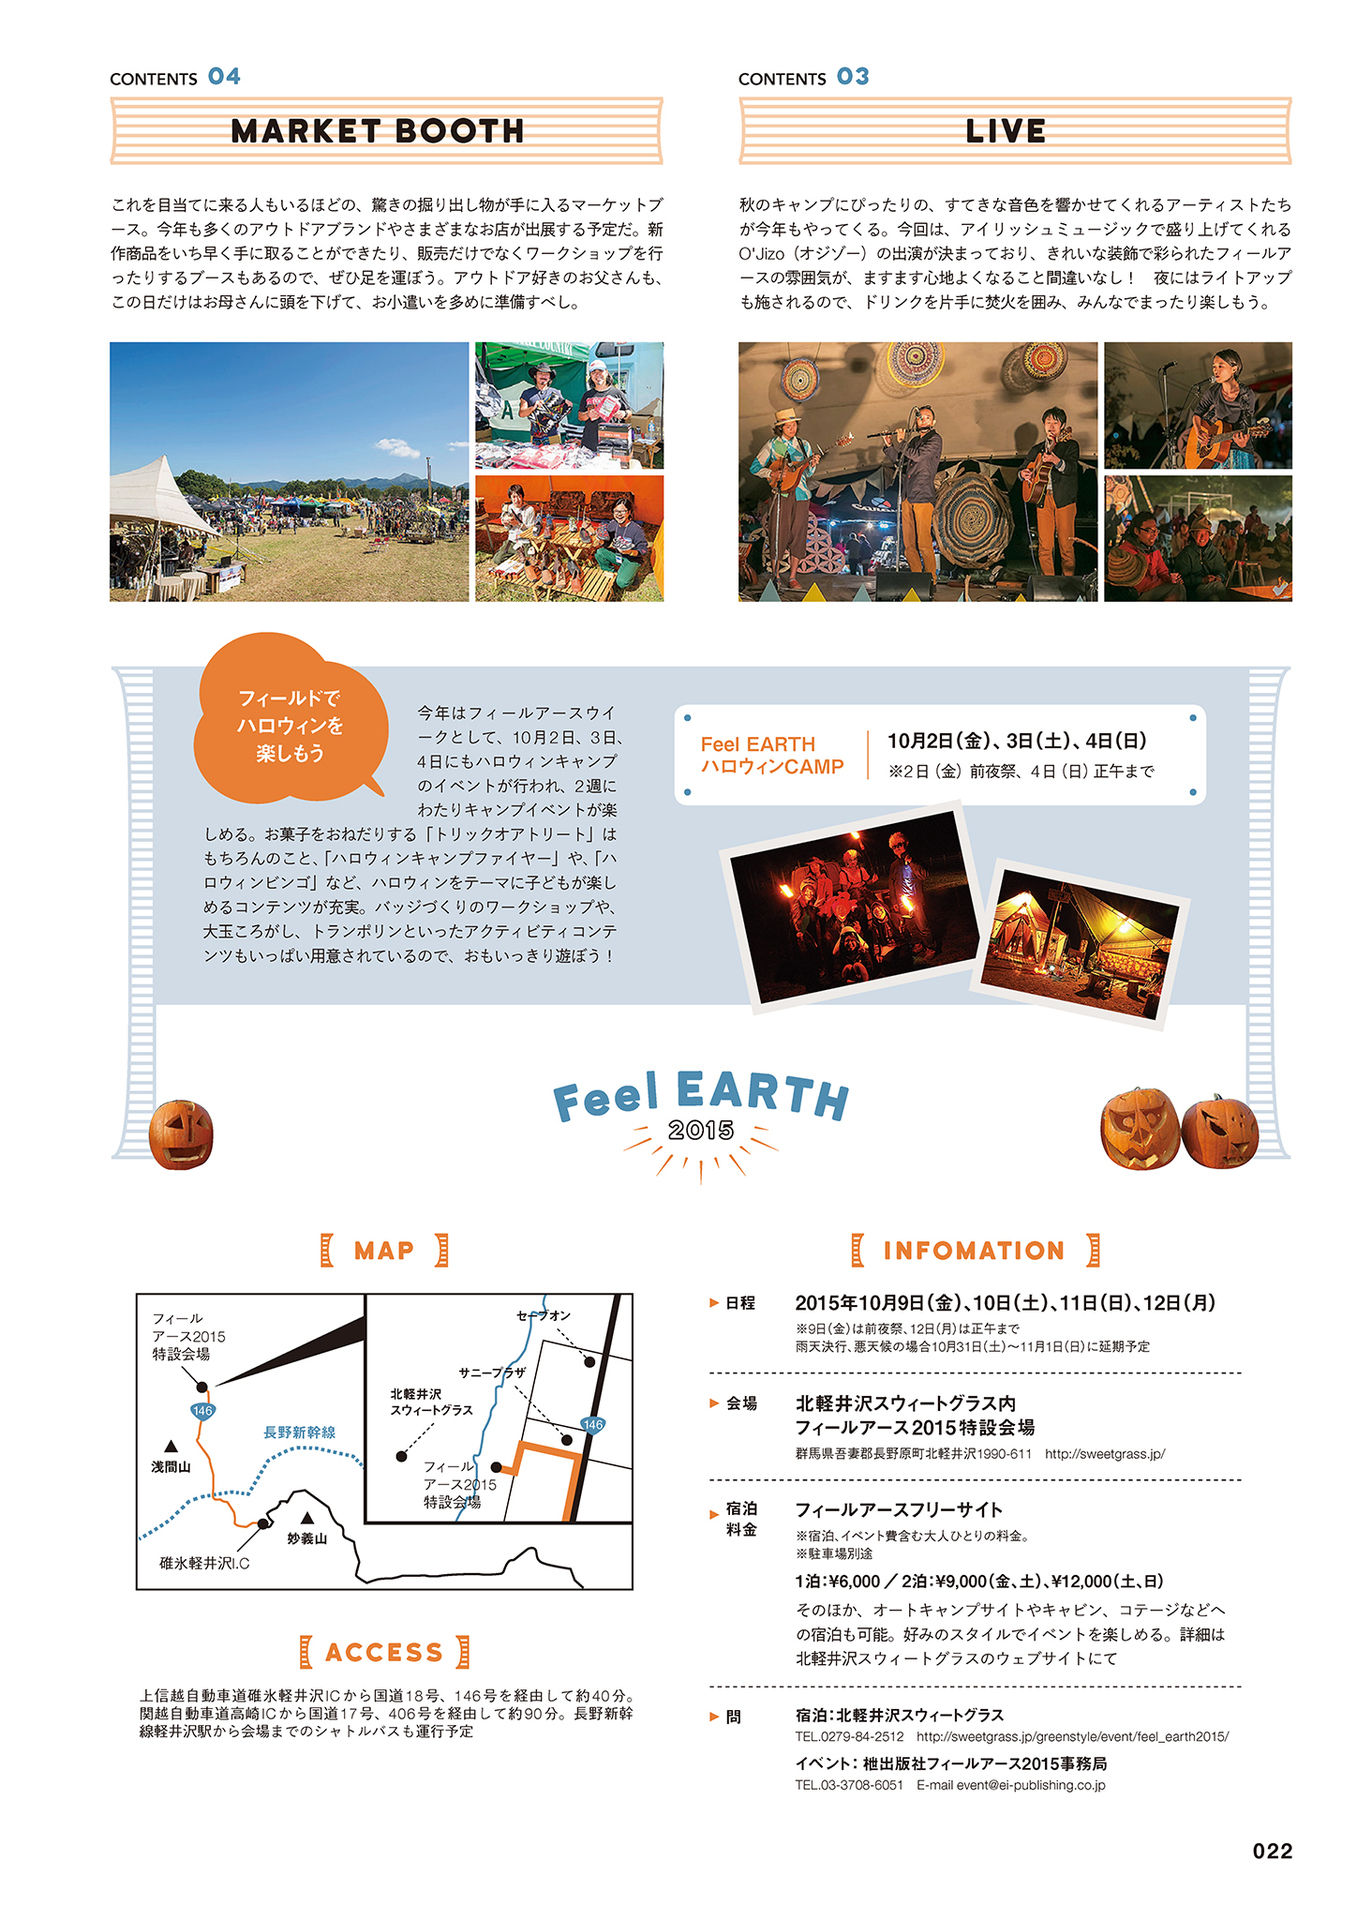 CONTENTS 04
MARKET BOOTH
これを目当てに来る人もいるほどの、驚きの掘り出し物が手に入るマーケットブ
ース。今年も多くのアウトドアブランドやさまざまなお店が出展する予定だ。新
作商品をいち早く手に取ることができたり、販売だけでなくワークショップを行
ったりするブースもあるので、ぜひ足を運ぼう。アウトドア好きのお父さんも、
この日だけはお母さんに頭を下げて、お小遣いを多めに準備すべし。
CONTENTS 03
LIVE
秋のキャンプにぴったりの、すてきな音色を響かせてくれるアーティストたち
が今年もやってくる。今回は、アイリッシュミュージックで盛り上げてくれる
O'Jizo（オジゾー）の出演が決まっており、きれいな装飾で彩られたフィールア
ースの雰囲気が、ますます心地よくなること間違いなし！　夜にはライトアップ
も施されるので、ドリンクを片手に焚火を囲み、みんなでまったり楽しもう。
フィールドで
ハロウィンを
楽しもう
今年はフィールアースウイ
ークとして、10月2日、3日、
4日にもハロウィンキャンプ
のイベントが行われ、2週に
わたりキャンプイベントが楽
しめる。お菓子をおねだりする「トリックオアトリート」は
もちろんのこと、「ハロウィンキャンプファイヤー」や、「ハ
ロウィンビンゴ」など、ハロウィンをテーマに子どもが楽し
めるコンテンツが充実。バッジづくりのワークショップや、
大玉ころがし、トランポリンといったアクティビティコンテ
ンツもいっぱい用意されているので、おもいっきり遊ぼう！
Feel EARTH
ハロウィンCAMP
10月2日（金）、3日（土）、4日（日）
※2日（金）前夜祭、4日（日）正午まで
Feel EARTH
2015
MAP
フィール
アース2015
特設会場
146
長野新幹線
浅間山
妙義山
碓氷軽井沢I.C
セーブオン
サニープラザ
北軽井沢
スウィートグラス
146
フィール
アース2015
特設会場
ACCESS
上信越自動車道碓氷軽井沢ICから国道18号、146号を経由して約40分。
関越自動車道高崎ICから国道17号、406号を経由して約90分。長野新幹
線軽井沢駅から会場までのシャトルバスも運行予定
INFOMATION
日程
2015年10月9日（金）、10日（土）、11日（日）、12日（月）
※9日（金）は前夜祭、12日（月）は正午まで
雨天決行、悪天候の場合10月31日（土）〜11月1日（日）に延期予定
会場
北軽井沢スウィートグラス内
フィールアース2015特設会場
群馬県吾妻郡長野原町北軽井沢1990-611　http://sweetgrass.jp/
宿泊
料金
フィールアースフリーサイト
※宿泊、イベント費含む大人ひとりの料金。
※駐車場別途
1泊：¥6,000／2泊：¥9,000（金、土）、¥12,000（土、日）
そのほか、オートキャンプサイトやキャビン、コテージなどへ
の宿泊も可能。好みのスタイルでイベントを楽しめる。詳細は
北軽井沢スウィートグラスのウェブサイトにて
問
宿泊：北軽井沢スウィートグラス
TEL.0279-84-2512　http://sweetgrass.jp/greenstyle/event/feel_earth2015/
イベント：枻出版社フィールアース2015事務局
TEL.03-3708-6051　E-mail event@ei-publishing.co.jp
022